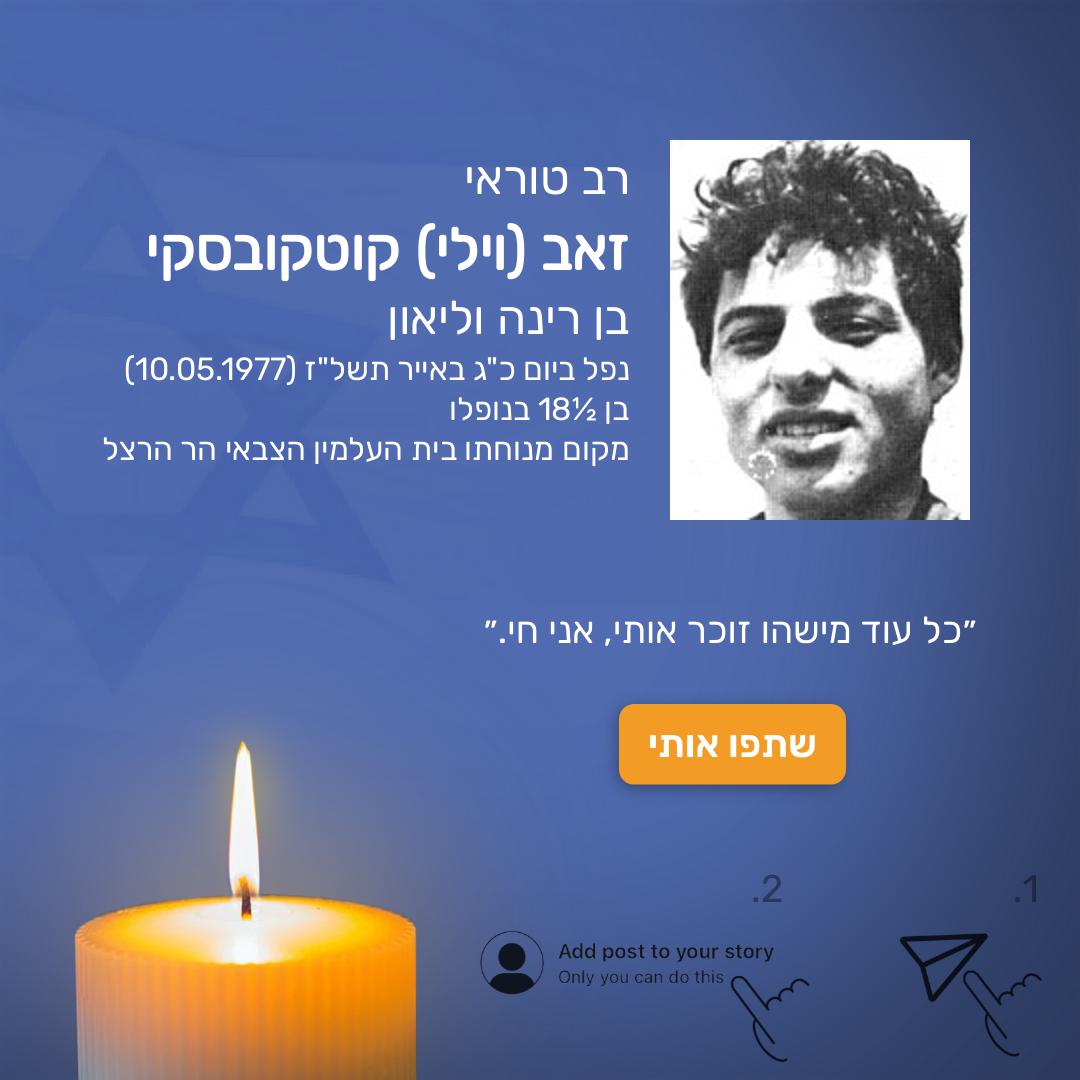 רב טוראי
זאב (וילי) קוטקובסקי
בן רינה וליאון
נפל ביום כ"ג באייר תשל"ז (10.05.1977)
בן 18½ בנופלו
מקום מנוחתו בית העלמין הצבאי הר הרצל
״כל עוד מישהו זוכר אותי, אני חי.״
שתפו אותי
1.
2.
Add post to your story
Only you can do this